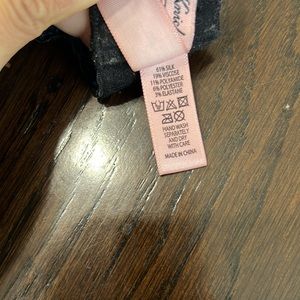 61% SILK
19% VISCOSE
11% POLYAMIDE
6% POLYESTER
3% ELASTANE
HAND WASH
SEPARATELY
AND DRY
WITH CARE
MADE IN CHINA